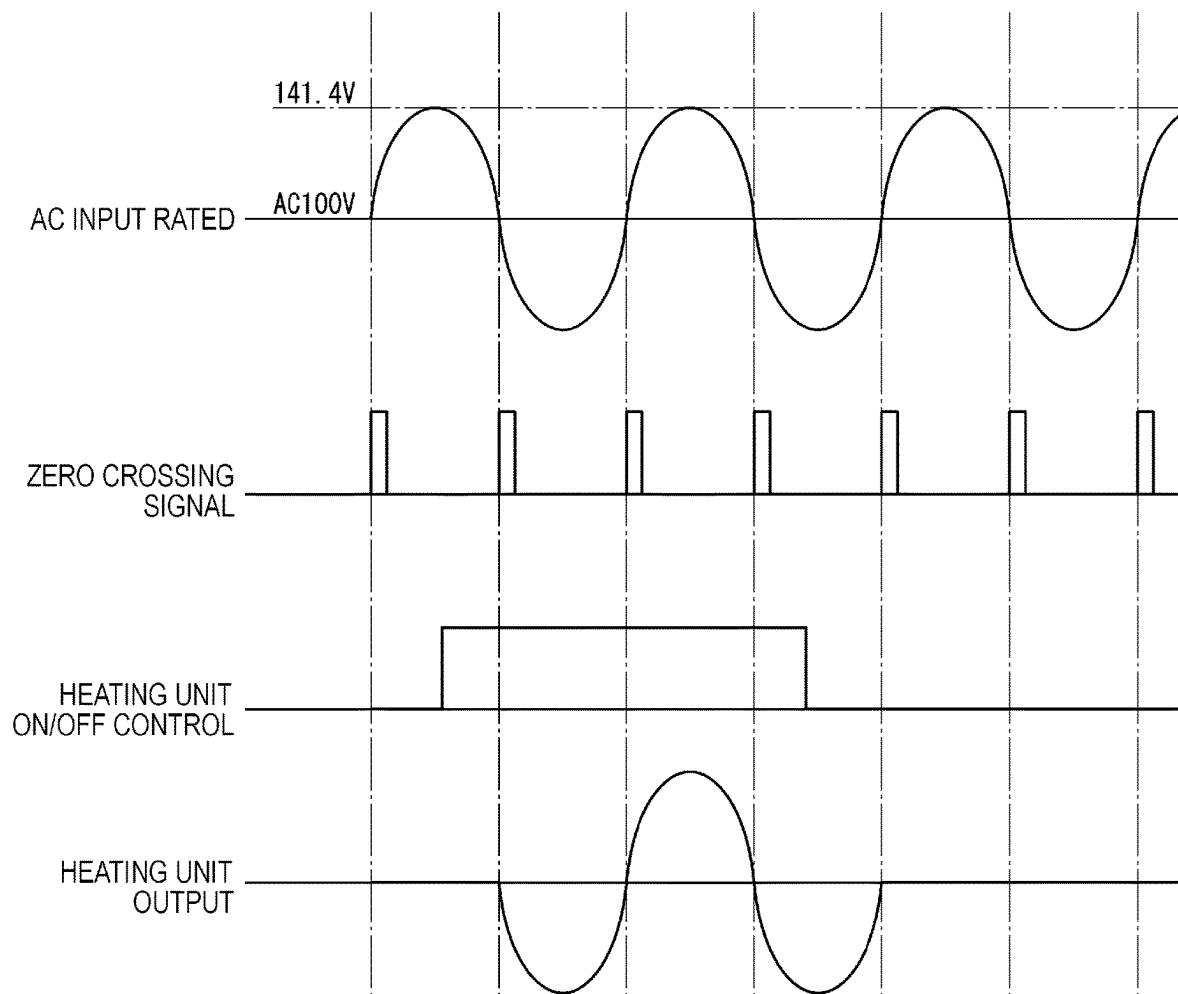 141.4V
AC INPUT RATED
AC100V
ZERO CROSSING
SIGNAL
HEATING UNIT
ON/OFF CONTROL
HEATING UNIT
OUTPUT